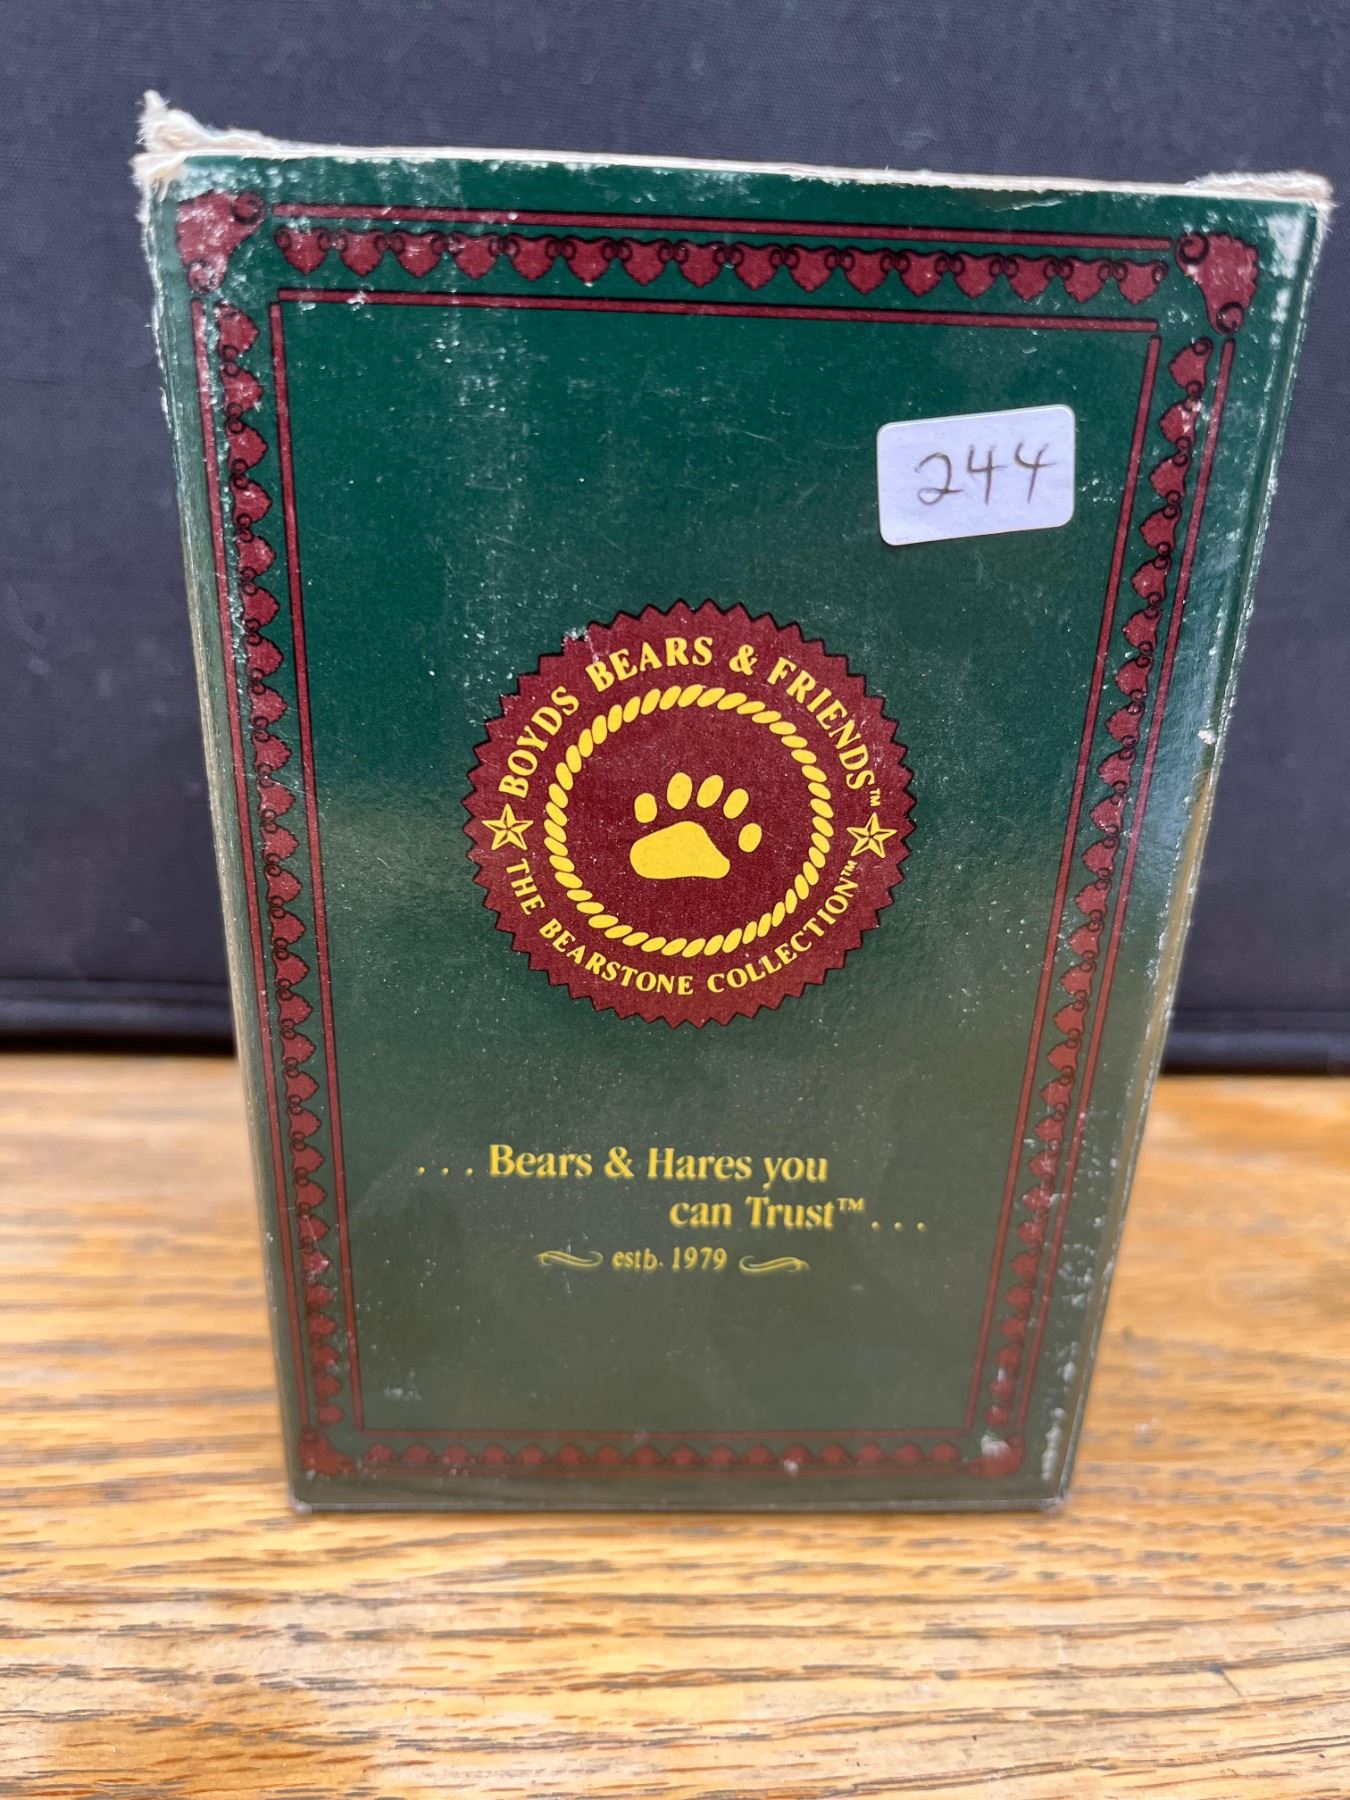 244
BOYDS BEARS & FRIENDS™
THE BEARSTONE COLLECTION™
...Bears & Hares you
can Trust™...
estb. 1979